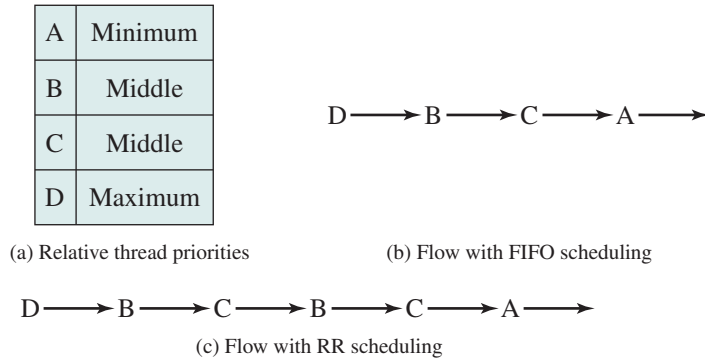 A Minimum
B Middle
C Middle
D Maximum
(a) Relative thread priorities
D B C A
(b) Flow with FIFO scheduling
D B C B C A
(c) Flow with RR scheduling